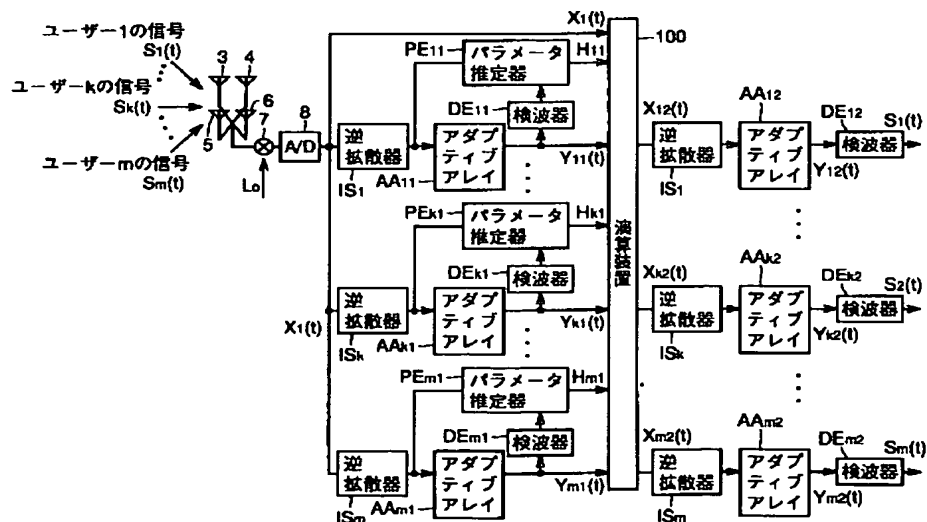 ユーザー1の信号
S1(t)
ユーザーkの信号
Sk(t)
ユーザーmの信号
Sm(t)
3
4
5
6
7
8
A/D
Lo
X1(t)
100
演算装置
PE11
パラメータ
推定器
H11
DE11
検波器
逆
拡散器
IS1
アダプ
ティブ
アレイ
AA11
Y11(t)
PEk1
パラメータ
推定器
Hk1
DEk1
検波器
X1(t)
逆
拡散器
ISk
アダプ
ティブ
アレイ
AAk1
Yk1(t)
PEm1
パラメータ
推定器
Hm1
DEm1
検波器
逆
拡散器
ISm
アダプ
ティブ
アレイ
AAm1
Ym1(t)
X12(t)
逆
拡散器
IS1
AA12
アダプ
ティブ
アレイ
DE12
検波器
S1(t)
Y12(t)
Xk2(t)
逆
拡散器
ISk
AAk2
アダプ
ティブ
アレイ
DEk2
検波器
S2(t)
Yk2(t)
Xm2(t)
逆
拡散器
ISm
AAm2
アダプ
ティブ
アレイ
DEm2
検波器
Sm(t)
Ym2(t)